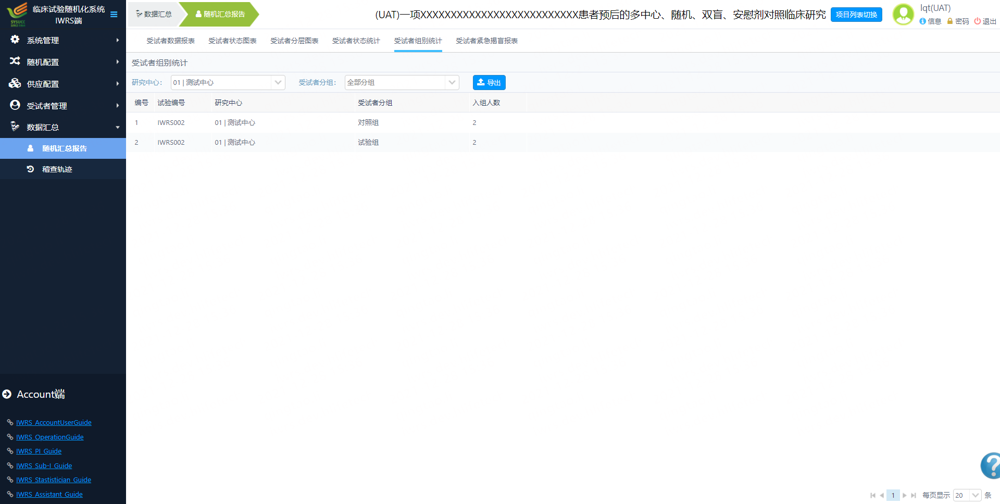 SYSUCC
临床试验随机化系统
IWRS端
系统管理
随机配置
供应配置
受试者管理
数据汇总
随机汇总报告
稽查轨迹
Account端
IWRS_AccountUserGuide
IWRS_OperationGuide
IWRS_PI_Guide
IWRS_Sub-I_Guide
IWRS_Stastistician_Guide
IWRS_Assistant_Guide
数据汇总
随机汇总报告
(UAT)一项XXXXXXXXXXXXXXXXXXXXXXXXXX患者预后的多中心、随机、双盲、安慰剂对照临床研究
项目列表切换
lqt(UAT)
信息 密码 退出
受试者数据报表 受试者状态图表 受试者分层图表 受试者状态统计 受试者组别统计 受试者紧急揭盲报表
受试者组别统计
研究中心： 01 | 测试中心 受试者分组： 全部分组 导出
编号 试验编号 研究中心 受试者分组 入组人数
1 IWRS002 01 | 测试中心 对照组 2
2 IWRS002 01 | 测试中心 试验组 2
1 每页显示 20 条